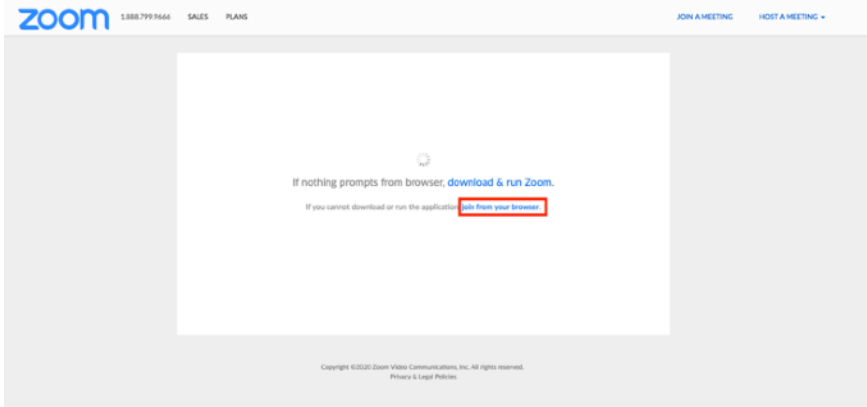 zoom 1.888.799.9666 SALES PLANS JOIN A MEETING HOST A MEETING
If nothing prompts from browser, download & run Zoom.
If you cannot download or run the application join from your browser.
Copyright ©2020 Zoom Video Communications, Inc. All rights reserved.
Privacy & Legal Policies